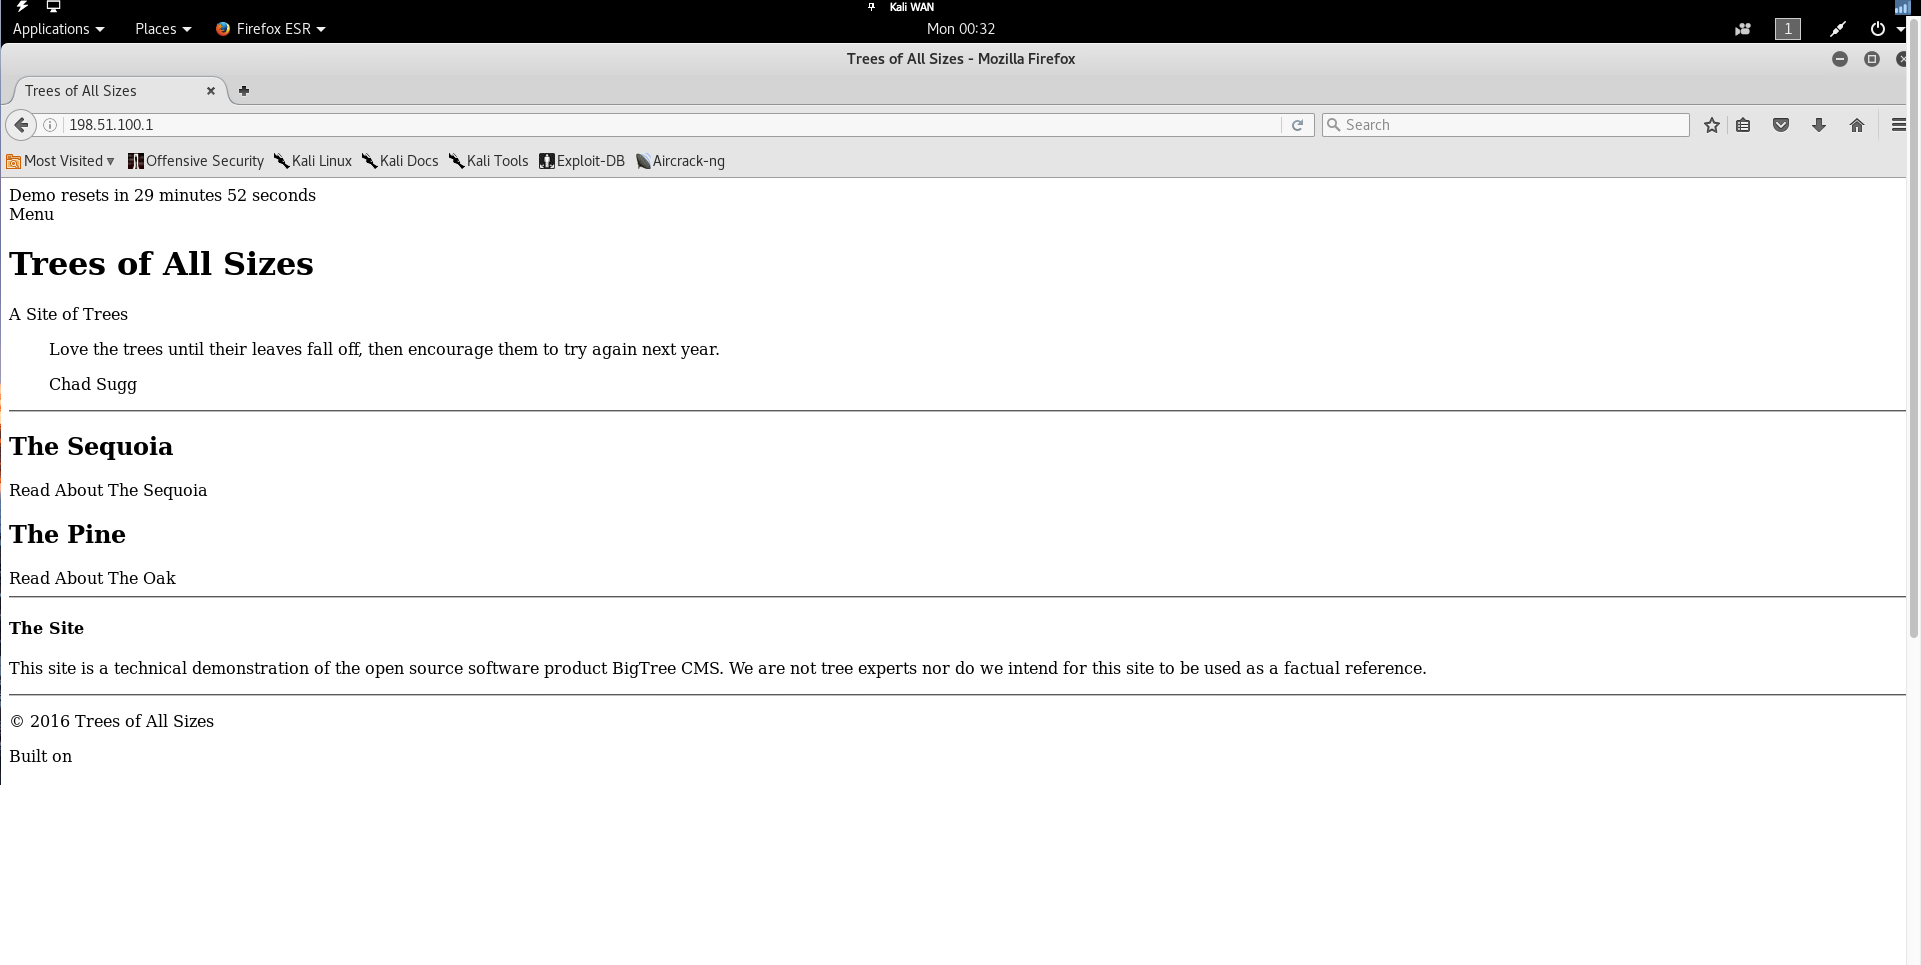 Kali WAN
Applications Places Firefox ESR Mon 00:32 1
Trees of All Sizes - Mozilla Firefox
Trees of All Sizes
198.51.100.1 Search
Most Visited Offensive Security Kali Linux Kali Docs Kali Tools Exploit-DB Aircrack-ng
Demo resets in 29 minutes 52 seconds
Menu
Trees of All Sizes
A Site of Trees
Love the trees until their leaves fall off, then encourage them to try again next year.
Chad Sugg
The Sequoia
Read About The Sequoia
The Pine
Read About The Oak
The Site
This site is a technical demonstration of the open source software product BigTree CMS. We are not tree experts nor do we intend for this site to be used as a factual reference.
© 2016 Trees of All Sizes
Built on